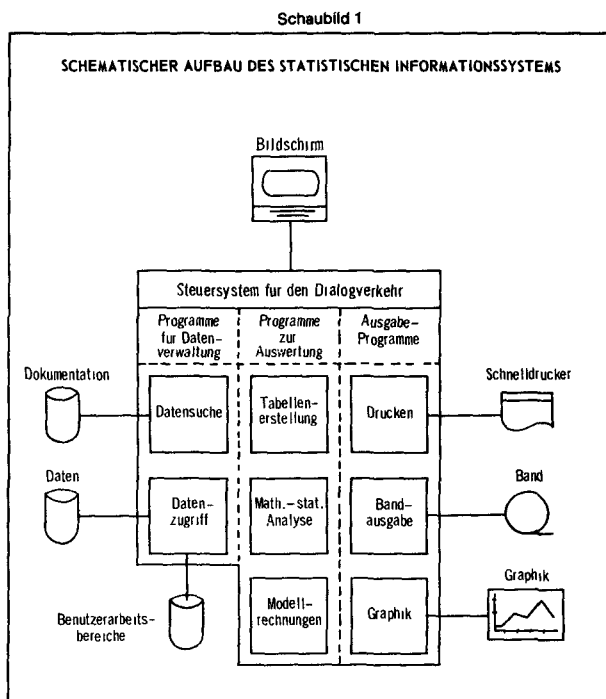 Schaubild 1
SCHEMATISCHER AUFBAU DES STATISTISCHEN INFORMATIONSSYSTEMS
Bildschirm
Steuersystem fur den Dialogverkehr
Programme
fur Daten-
verwaltung
Programme
zur
Auswertung
Ausgabe-
Programme
Dokumentation
Datensuche
Tabellen-
erstellung
Drucken
Schnelldrucker
Daten
Daten-
zugriff
Math.-stat.
Analyse
Band-
ausgabe
Band
Benutzerarbeits-
bereiche
Modell-
rechnungen
Graphik
Graphik